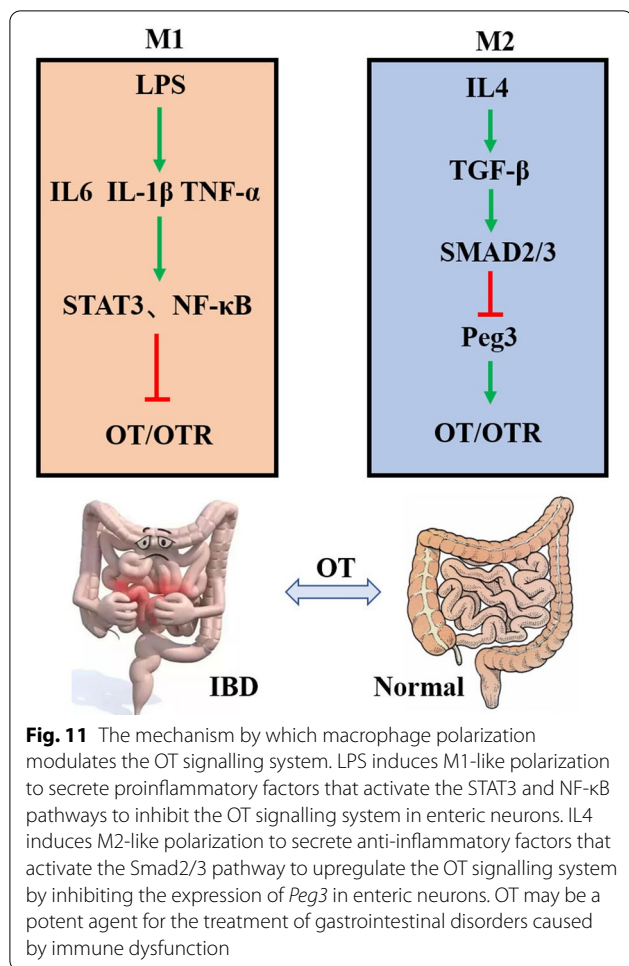 M1
LPS
IL6 IL-1β TNF-α
STAT3、NF-κB
OT/OTR
M2
IL4
TGF-β
SMAD2/3
Peg3
OT/OTR
OT
IBD
Normal
Fig. 11 The mechanism by which macrophage polarization
modulates the OT signalling system. LPS induces M1-like polarization
to secrete proinflammatory factors that activate the STAT3 and NF-κB
pathways to inhibit the OT signalling system in enteric neurons. IL4
induces M2-like polarization to secrete anti-inflammatory factors that
activate the Smad2/3 pathway to upregulate the OT signalling system
by inhibiting the expression of Peg3 in enteric neurons. OT may be a
potent agent for the treatment of gastrointestinal disorders caused
by immune dysfunction